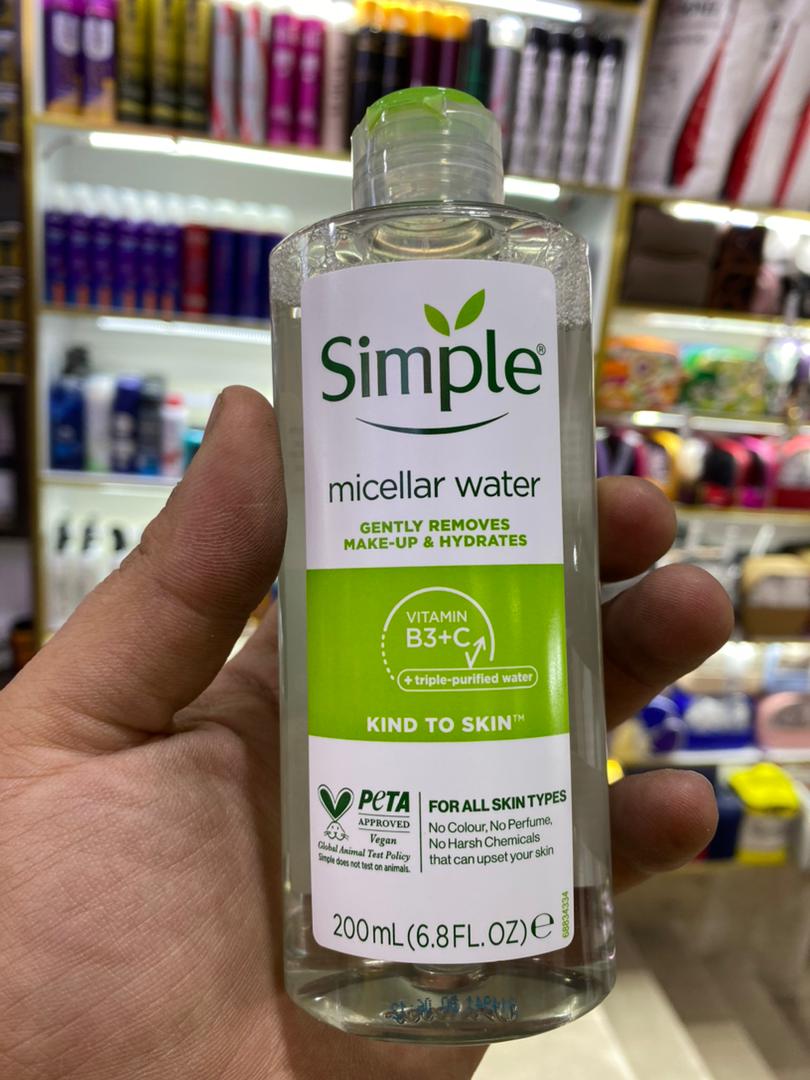 Simple®
micellar water
GENTLY REMOVES
MAKE-UP & HYDRATES
VITAMIN
B3+C
+ triple-purified water
KIND TO SKIN™
PeTA
APPROVED
Vegan
Global Animal Test Policy
Simple does not test on animals.
FOR ALL SKIN TYPES
No Colour, No Perfume,
No Harsh Chemicals
that can upset your skin
200mL (6.8FL.OZ) ℮
68834334